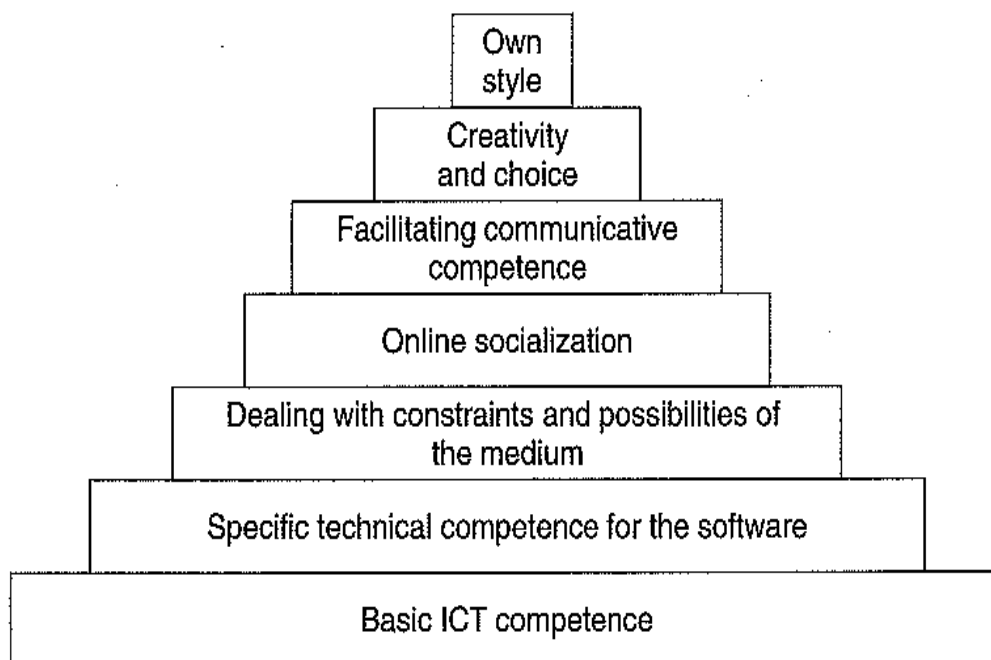 Own
style
Creativity
and choice
Facilitating communicative
competence
Online socialization
Dealing with constraints and possibilities of
the medium
Specific technical competence for the software
Basic ICT competence